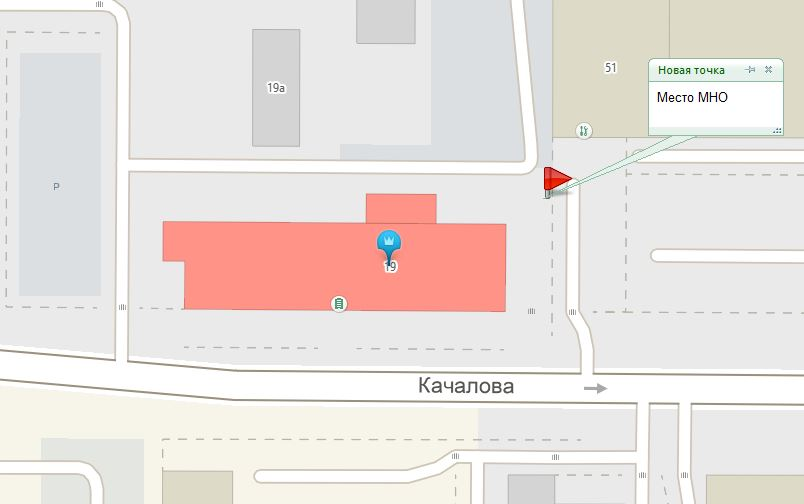 51
Новая точка
Место МНО
19а
P
19
Качалова